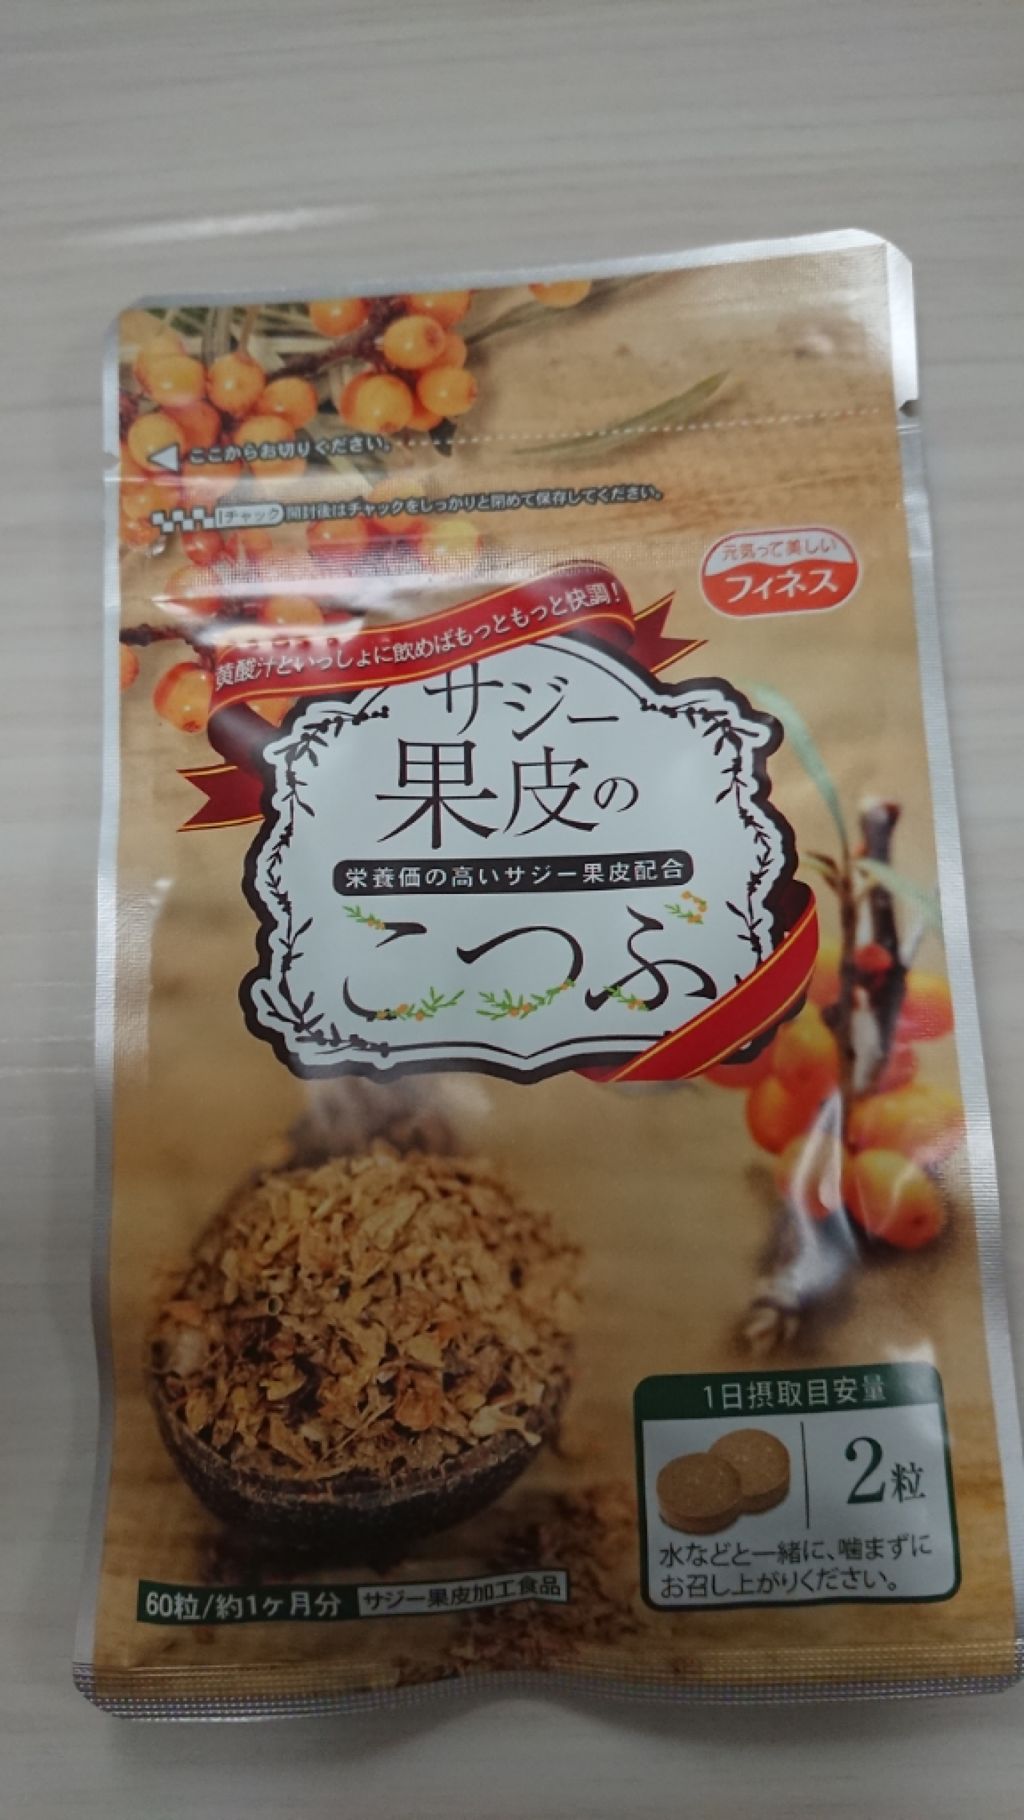 ここからお切りください。
チャック 開封後はチャックをしっかりと閉めて保存してください。
元気って美しい
フィネス
黄酸汁といっしょに飲めばもっともっと快調!
サジー
果皮の
栄養価の高いサジー果皮配合
こつぶ
1日摂取目安量
2粒
水などと一緒に、噛まずに
お召し上がりください。
60粒/約1ヶ月分 サジー果皮加工食品